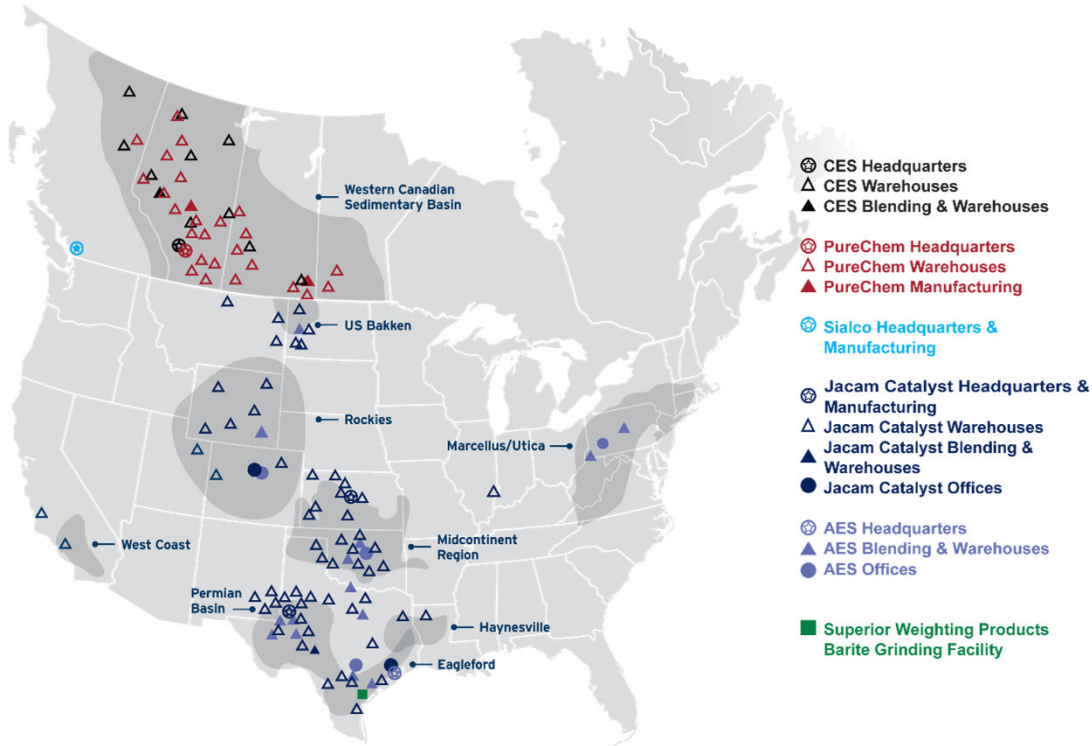 Western Canadian
Sedimentary Basin
US Bakken
Rockies
Marcellus/Utica
West Coast
Midcontinent
Region
Permian
Basin
Haynesville
Eagleford
CES Headquarters
CES Warehouses
CES Blending & Warehouses
PureChem Headquarters
PureChem Warehouses
PureChem Manufacturing
Sialco Headquarters &
Manufacturing
Jacam Catalyst Headquarters &
Manufacturing
Jacam Catalyst Warehouses
Jacam Catalyst Blending &
Warehouses
Jacam Catalyst Offices
AES Headquarters
AES Blending & Warehouses
AES Offices
Superior Weighting Products
Barite Grinding Facility